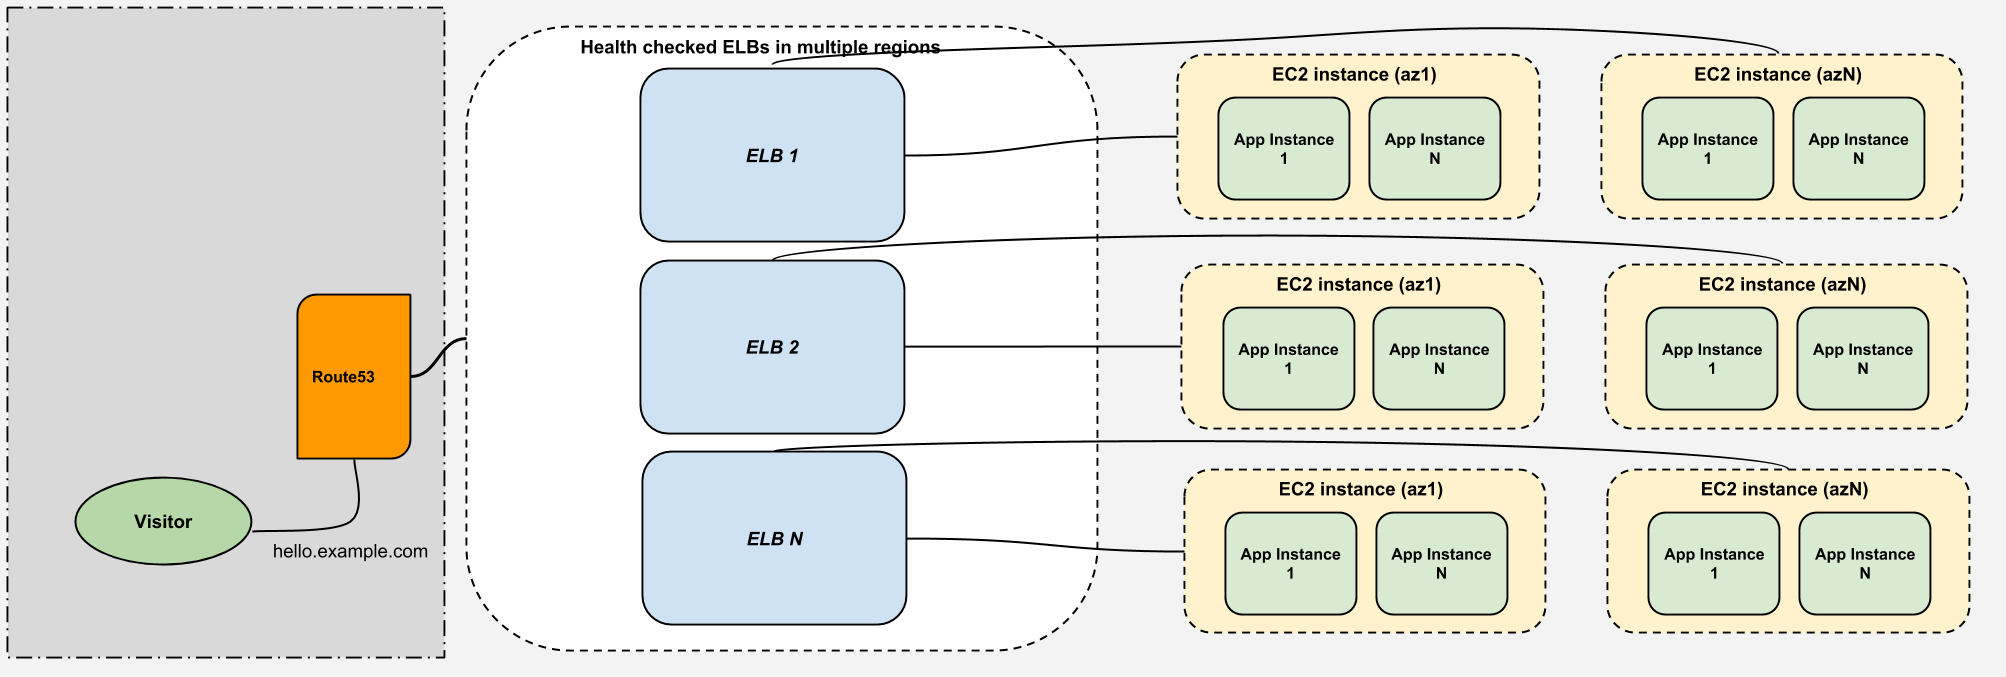 Health checked ELBs in multiple regions
Route53
Visitor
hello.example.com
ELB 1
EC2 instance (az1)
App Instance
1
App Instance
N
EC2 instance (azN)
App Instance
1
App Instance
N
ELB 2
EC2 instance (az1)
App Instance
1
App Instance
N
EC2 instance (azN)
App Instance
1
App Instance
N
ELB N
EC2 instance (az1)
App Instance
1
App Instance
N
EC2 instance (azN)
App Instance
1
App Instance
N